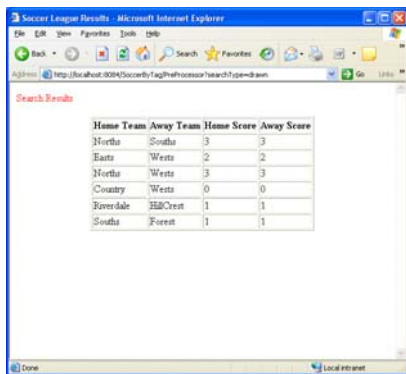 Soccer League Results - Microsoft Internet Explorer
File Edit View Favorites Tools Help
Back Search Favorites
Address http://localhost:8084/SoccerByTag/PreProcessor?searchType=drawn Go Links »
Search Results
Home Team Away Team Home Score Away Score
Norths Souths 3 3
Easts Wests 2 2
Norths Wests 3 3
Country Wests 0 0
Riverdale HillCrest 1 1
Souths Forest 1 1
Done Local intranet